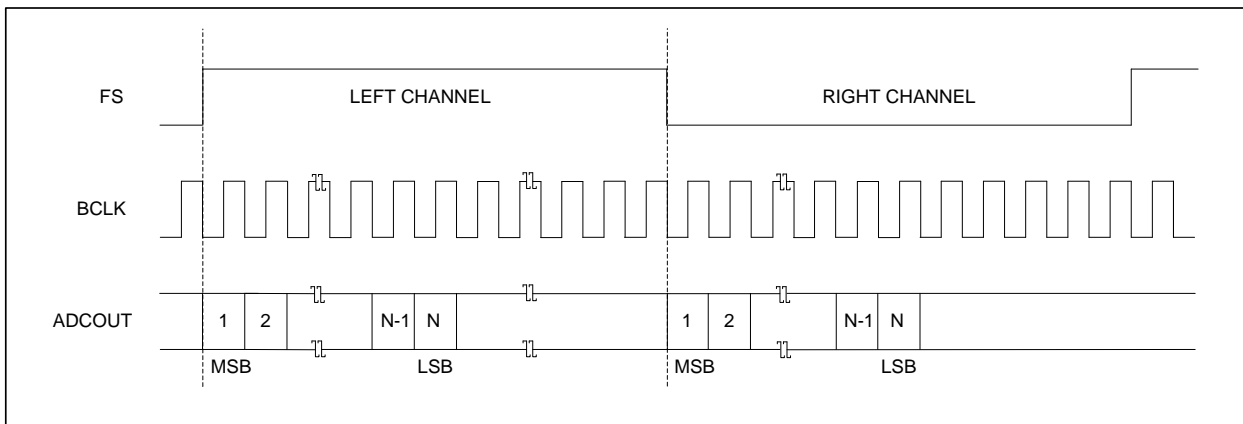 FS
LEFT CHANNEL
RIGHT CHANNEL
BCLK
ADCOUT
1 2 N-1 N 1 2 N-1 N
MSB LSB MSB LSB